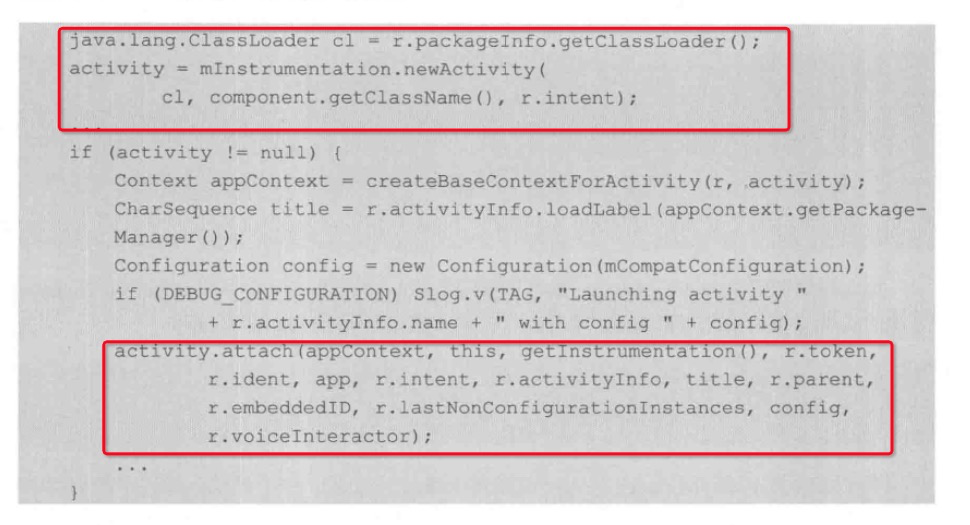 java.lang.ClassLoader cl = r.packageInfo.getClassLoader();
activity = mInstrumentation.newActivity(
        cl, component.getClassName(), r.intent);
...
if (activity != null) {
    Context appContext = createBaseContextForActivity(r, activity);
    CharSequence title = r.activityInfo.loadLabel(appContext.getPackage-
    Manager());
    Configuration config = new Configuration(mCompatConfiguration);
    if (DEBUG_CONFIGURATION) Slog.v(TAG, "Launching activity "
            + r.activityInfo.name + " with config " + config);
    activity.attach(appContext, this, getInstrumentation(), r.token,
            r.ident, app, r.intent, r.activityInfo, title, r.parent,
            r.embeddedID, r.lastNonConfigurationInstances, config,
            r.voiceInteractor);
    ...
}